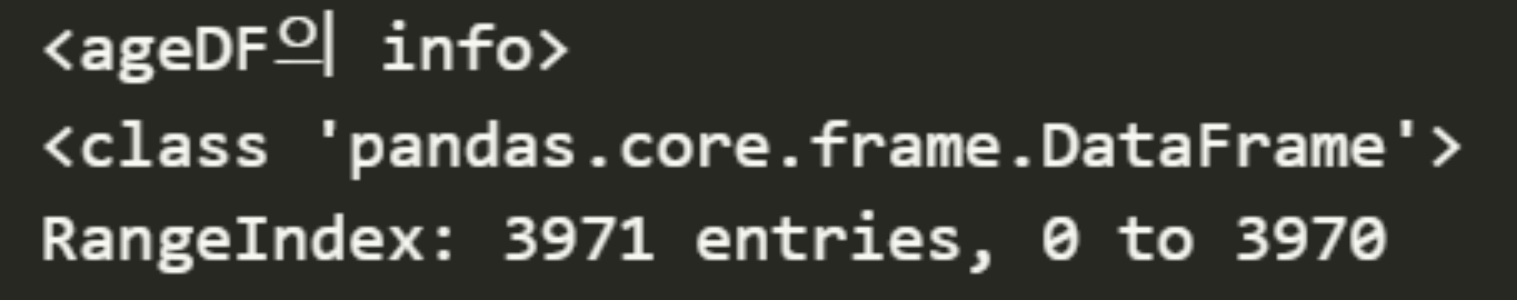 <ageDF의 info>
<class 'pandas.core.frame.DataFrame'>
RangeIndex: 3971 entries, 0 to 3970